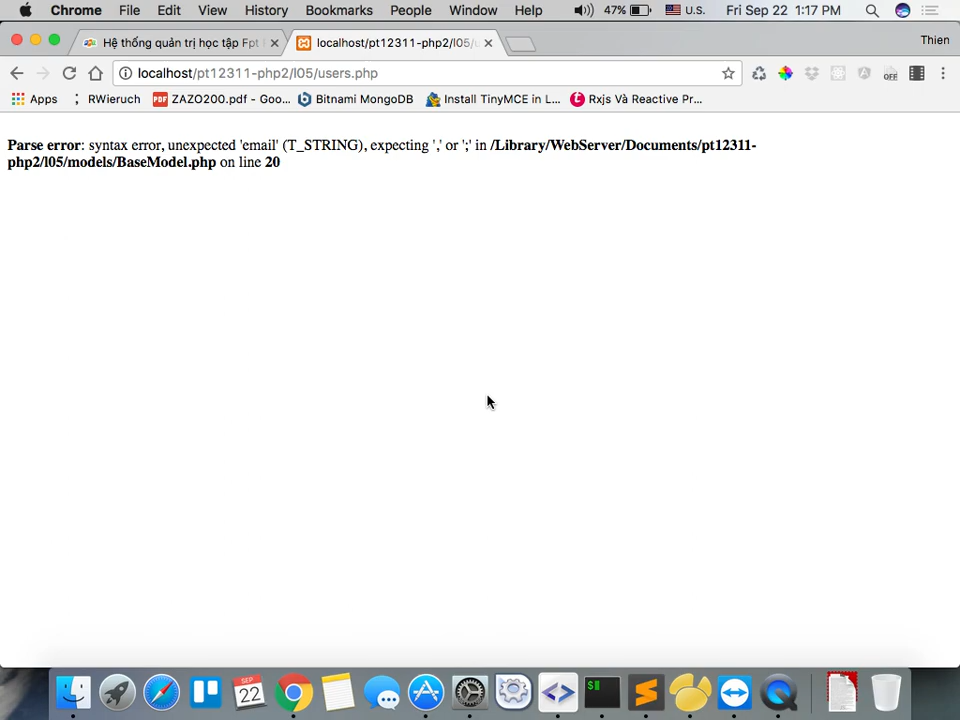 Chrome File Edit View History Bookmarks People Window Help 47% U.S. Fri Sep 22 1:17 PM
Hệ thống quản trị học tập Fpt
localhost/pt12311-php2/l05/u
Thien
localhost/pt12311-php2/l05/users.php
OFF
Apps ; RWieruch PDF ZAZO200.pdf - Goo... Bitnami MongoDB Install TinyMCE in L... t Rxjs Và Reactive Pr...
Parse error: syntax error, unexpected 'email' (T_STRING), expecting ',' or ';' in /Library/WebServer/Documents/pt12311-
php2/l05/models/BaseModel.php on line 20
SEP
22
$